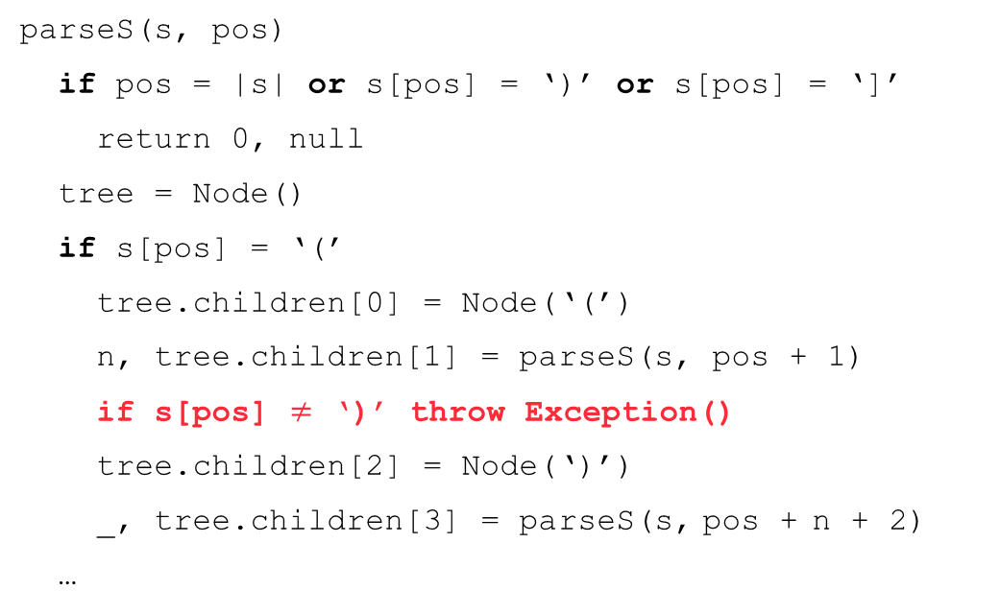 parseS(s, pos)
if pos = |s| or s[pos] = ‘)’ or s[pos] = ‘]’
return 0, null
tree = Node()
if s[pos] = ‘(’
tree.children[0] = Node(‘(’)
n, tree.children[1] = parseS(s, pos + 1)
if s[pos] ≠ ‘)’ throw Exception()
tree.children[2] = Node(‘)’)
_, tree.children[3] = parseS(s, pos + n + 2)
…